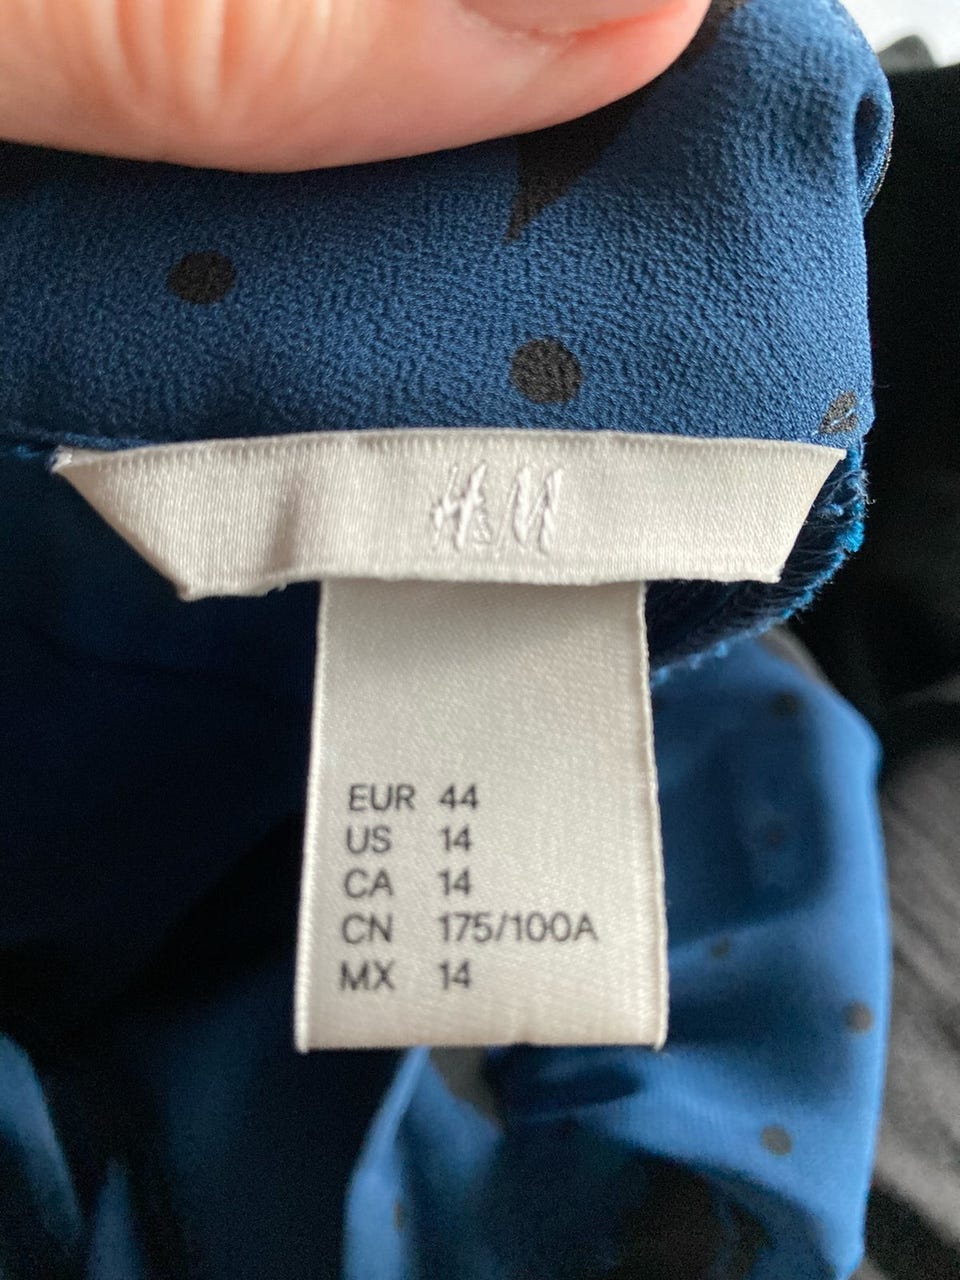 H&M
EUR 44
US 14
CA 14
CN 175/100A
MX 14